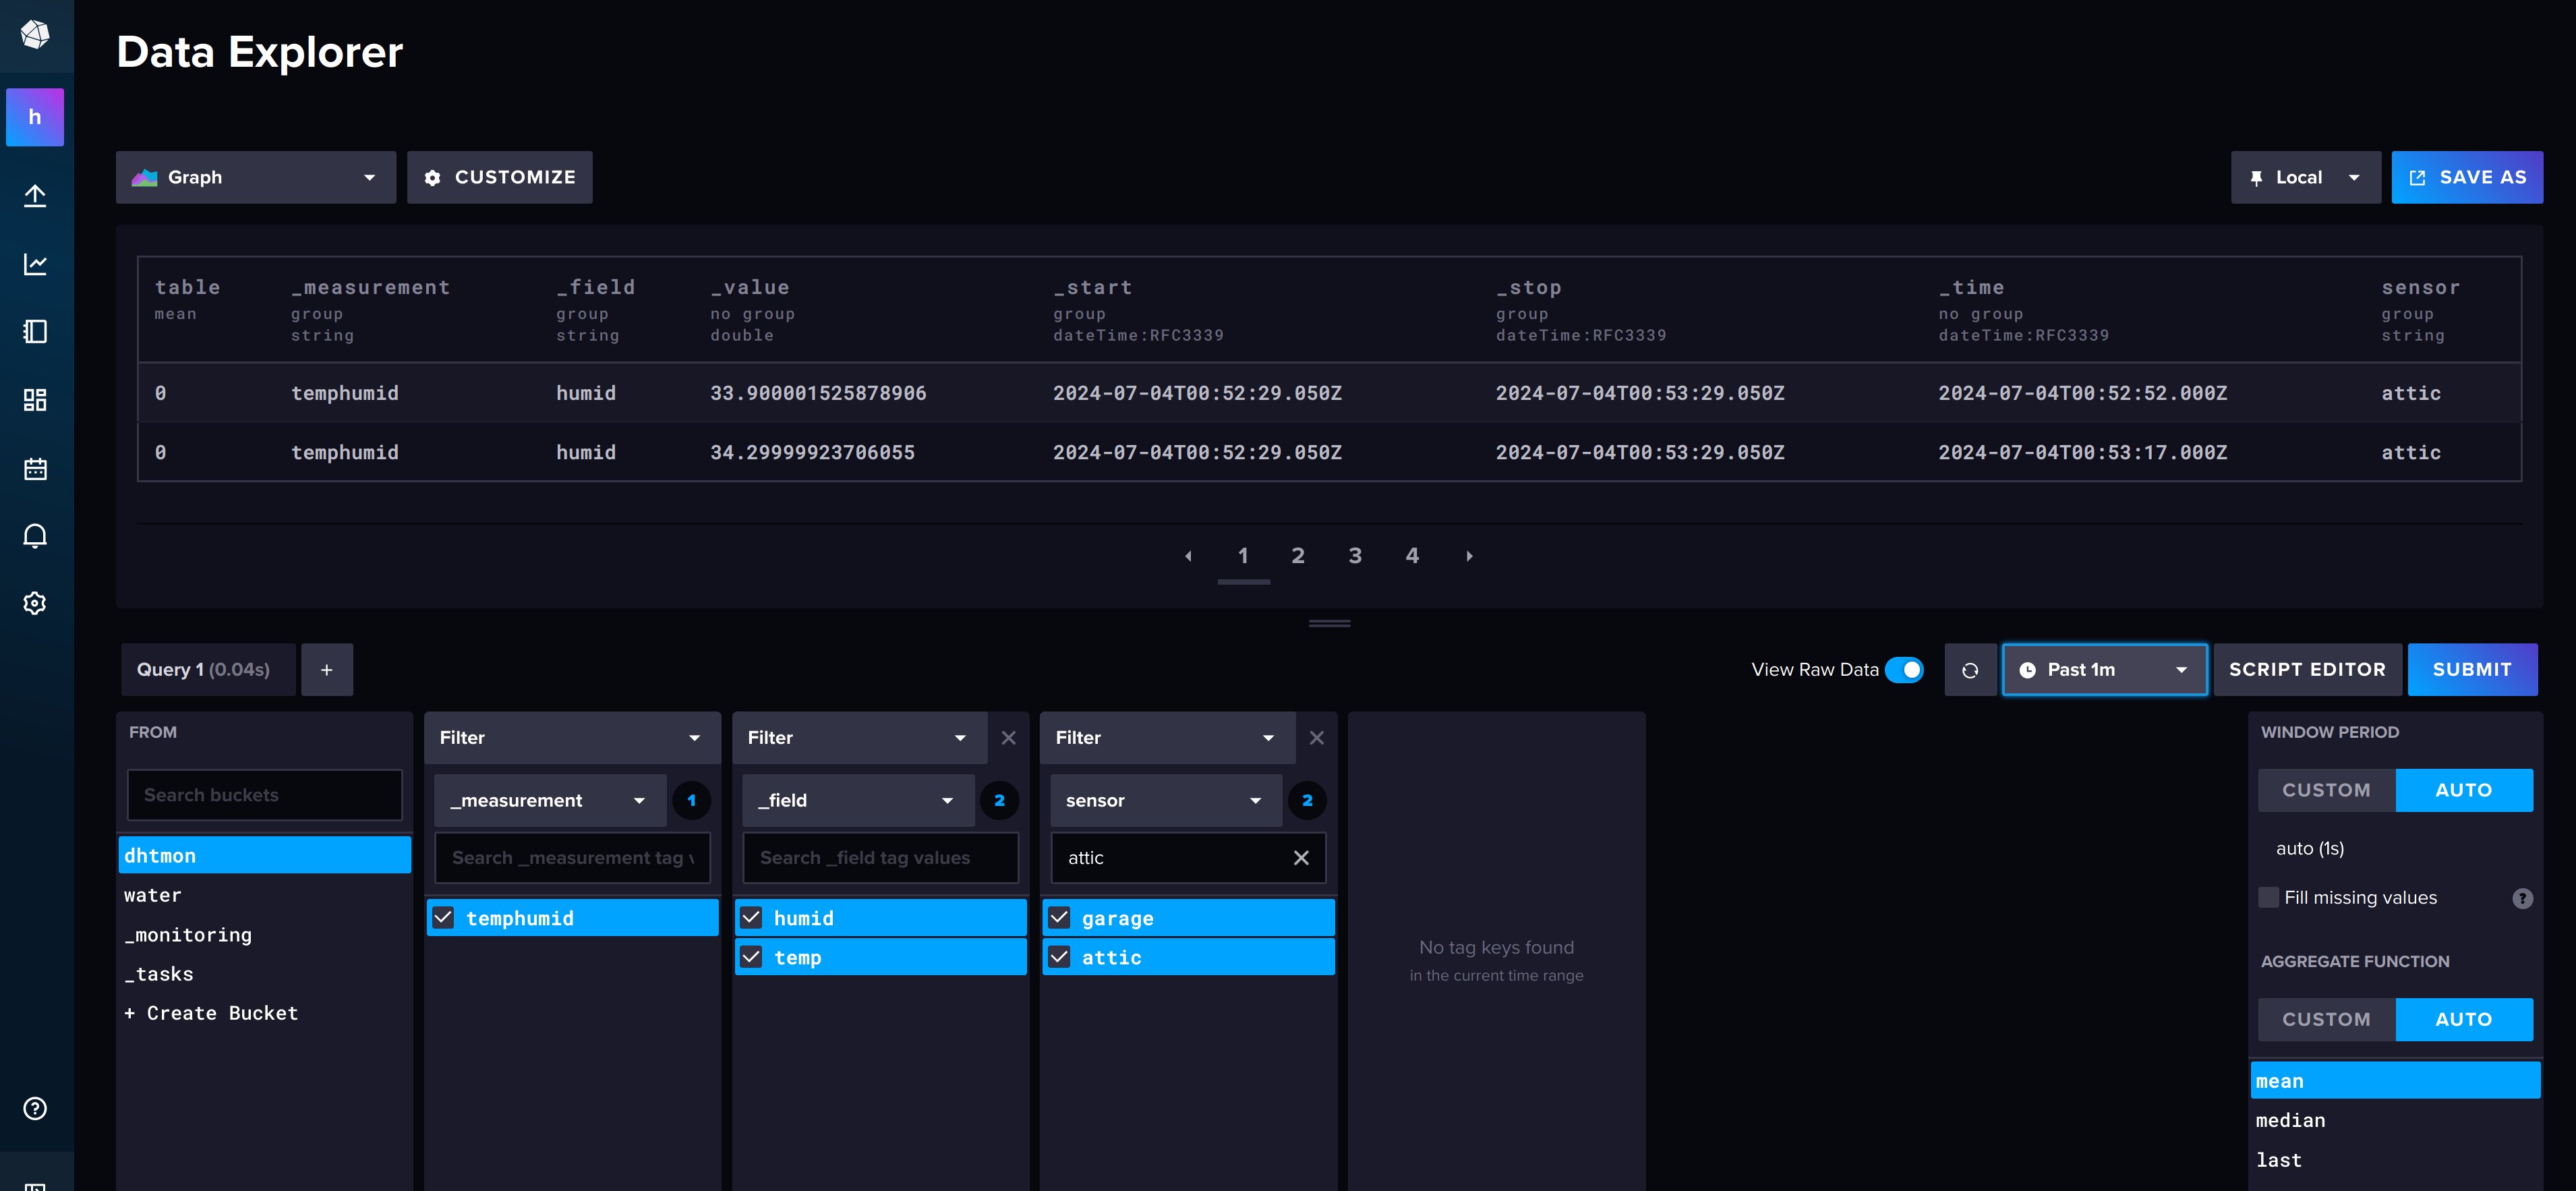 Data Explorer
h
Graph
CUSTOMIZE
Local
SAVE AS
table _measurement _field _value _start _stop _time sensor
mean group group no group group group no group group
string string double dateTime:RFC3339 dateTime:RFC3339 dateTime:RFC3339 string
0 temphumid humid 33.900001525878906 2024-07-04T00:52:29.050Z 2024-07-04T00:53:29.050Z 2024-07-04T00:52:52.000Z attic
0 temphumid humid 34.29999923706055 2024-07-04T00:52:29.050Z 2024-07-04T00:53:29.050Z 2024-07-04T00:53:17.000Z attic
1 2 3 4
Query 1 (0.04s)
+
View Raw Data
Past 1m
SCRIPT EDITOR
SUBMIT
FROM
Search buckets
dhtmon
water
_monitoring
_tasks
+ Create Bucket
Filter
_measurement 1
Search _measurement tag v
temphumid
Filter
_field 2
Search _field tag values
humid
temp
Filter
sensor 2
attic
garage
attic
No tag keys found
in the current time range
WINDOW PERIOD
CUSTOM AUTO
auto (1s)
Fill missing values ?
AGGREGATE FUNCTION
CUSTOM AUTO
mean
median
last